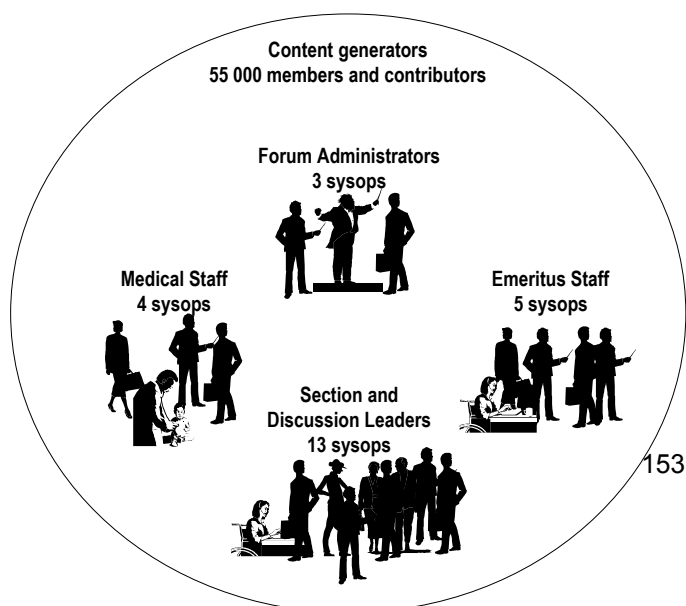 Content generators
55 000 members and contributors
Forum Administrators
3 sysops
Medical Staff
4 sysops
Emeritus Staff
5 sysops
Section and
Discussion Leaders
13 sysops
153